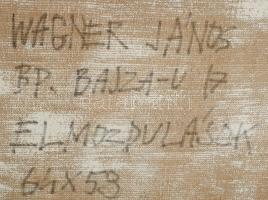 WAGNER JÁNOS
BP. BAJZA-U 17
ELMOZDULÁSOK
64X53